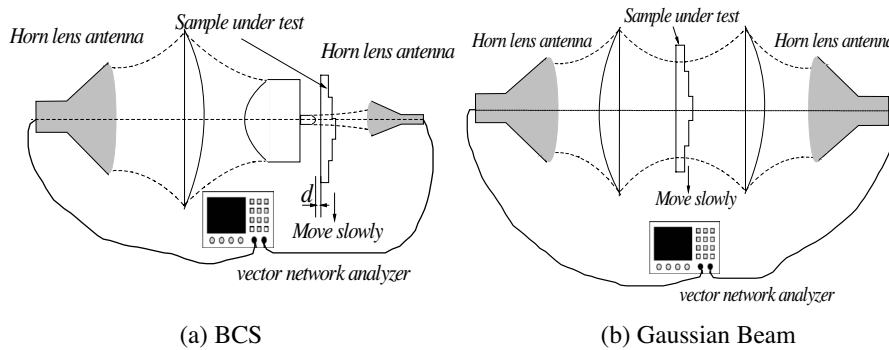 Sample under test
Horn lens antenna
Horn lens antenna
d
Move slowly
vector network analyzer
(a) BCS
Sample under test
Horn lens antenna
Horn lens antenna
Move slowly
vector network analyzer
(b) Gaussian Beam